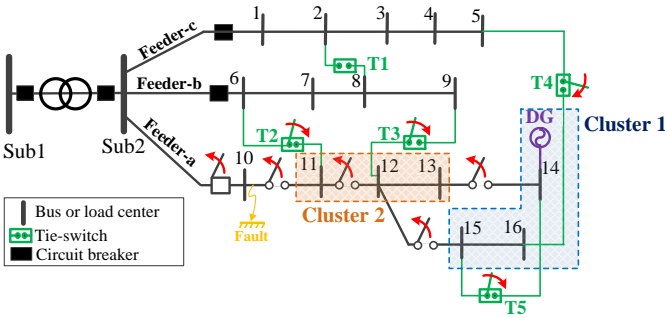 1 2 3 4 5
Feeder-c
T1
T4
Feeder-b 6 7 8 9
DG
Cluster 1
Sub1 Sub2
Feeder-a
T2 T3
10 11 12 13 14
Cluster 2
15 16
Fault
Bus or load center
Tie-switch
Circuit breaker
T5